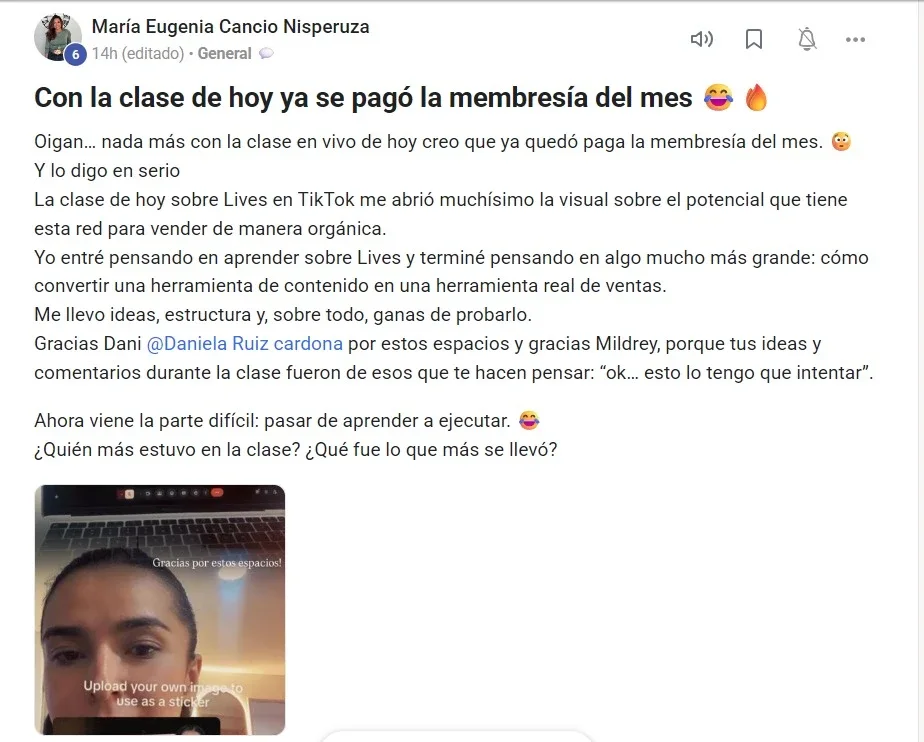 María Eugenia Cancio Nisperuza
6 14h (editado) • General 💬
Con la clase de hoy ya se pagó la membresía del mes 😂 🔥
Oigan… nada más con la clase en vivo de hoy creo que ya quedó paga la membresía del mes. 😳
Y lo digo en serio
La clase de hoy sobre Lives en TikTok me abrió muchísimo la visual sobre el potencial que tiene
esta red para vender de manera orgánica.
Yo entré pensando en aprender sobre Lives y terminé pensando en algo mucho más grande: cómo
convertir una herramienta de contenido en una herramienta real de ventas.
Me llevo ideas, estructura y, sobre todo, ganas de probarlo.
Gracias Dani @Daniela Ruiz cardona por estos espacios y gracias Mildrey, porque tus ideas y
comentarios durante la clase fueron de esos que te hacen pensar: “ok… esto lo tengo que intentar”.
Ahora viene la parte difícil: pasar de aprender a ejecutar. 😂
¿Quién más estuvo en la clase? ¿Qué fue lo que más se llevó?
Gracias por estos espacios!
Upload your own image to
use as a sticker